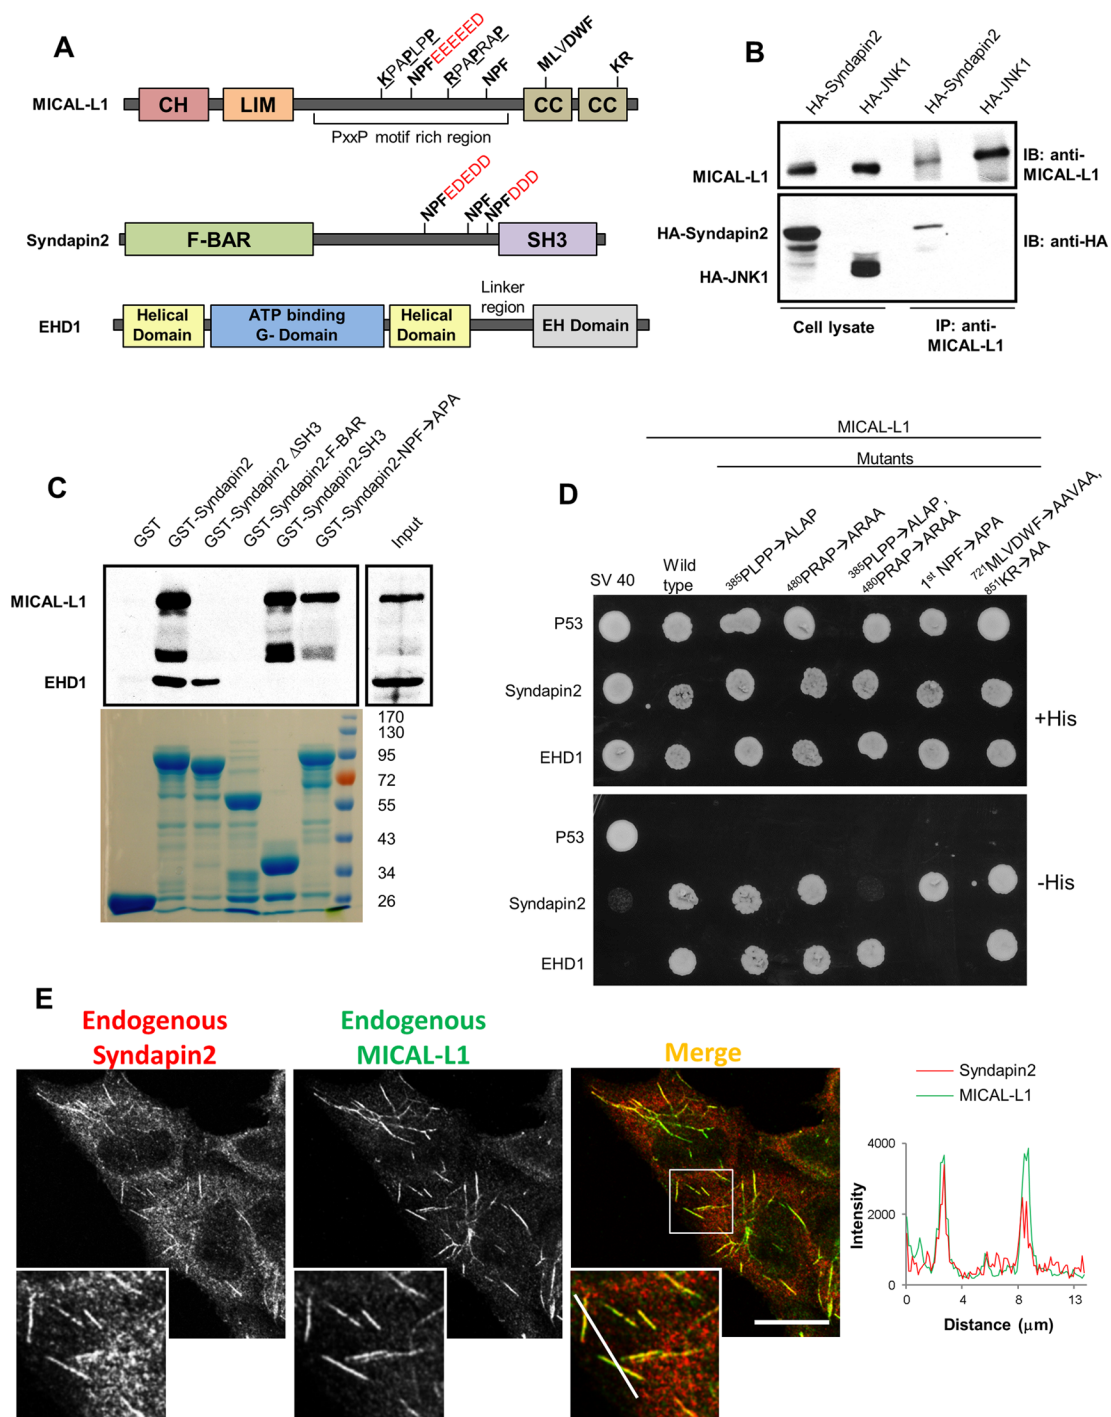 A
KPAPLPP
NPFEEEEED
RPAPRAP
NPF
MLVDWF
KR
MICAL-L1
CH
LIM
CC
CC
PxxP motif rich region
NPFEDEDD
NPF
NPFDDD
Syndapin2
F-BAR
SH3
Linker
region
EHD1
Helical
Domain
ATP binding
G- Domain
Helical
Domain
EH Domain
B
HA-Syndapin2
HA-JNK1
HA-Syndapin2
HA-JNK1
MICAL-L1
IB: anti-
MICAL-L1
HA-Syndapin2
HA-JNK1
IB: anti-HA
Cell lysate
IP: anti-
MICAL-L1
C
GST
GST-Syndapin2
GST-Syndapin2 ΔSH3
GST-Syndapin2-F-BAR
GST-Syndapin2-SH3
GST-Syndapin2-NPF→APA
Input
MICAL-L1
EHD1
170
130
95
72
55
43
34
26
D
MICAL-L1
Mutants
SV 40
Wild
type
385PLPP→ALAP
480PRAP→ARAA
385PLPP→ALAP,
480PRAP→ARAA
1st NPF→APA
721MLVDWF→AAVAA,
851KR→AA
P53
Syndapin2
EHD1
+His
P53
Syndapin2
EHD1
-His
E
Endogenous
Syndapin2
Endogenous
MICAL-L1
Merge
Syndapin2
MICAL-L1
4000
2000
0
Intensity
0 4 8 13
Distance (μm)